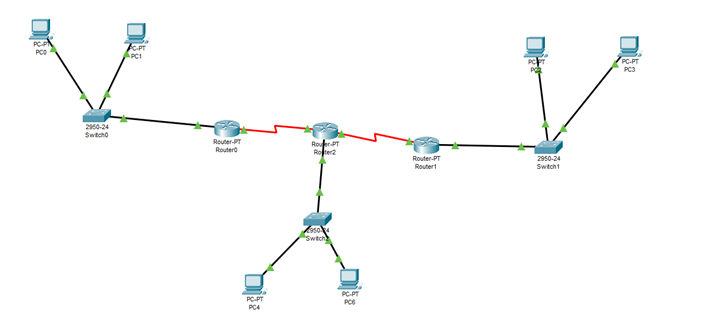 PC-PT
PC0
PC-PT
PC1
2950-24
Switch0
Router-PT
Router0
Router-PT
Router2
Router-PT
Router1
PC-PT
PC-PT
PC3
2950-24
Switch1
2950-24
PC-PT
PC4
PC-PT
PC6